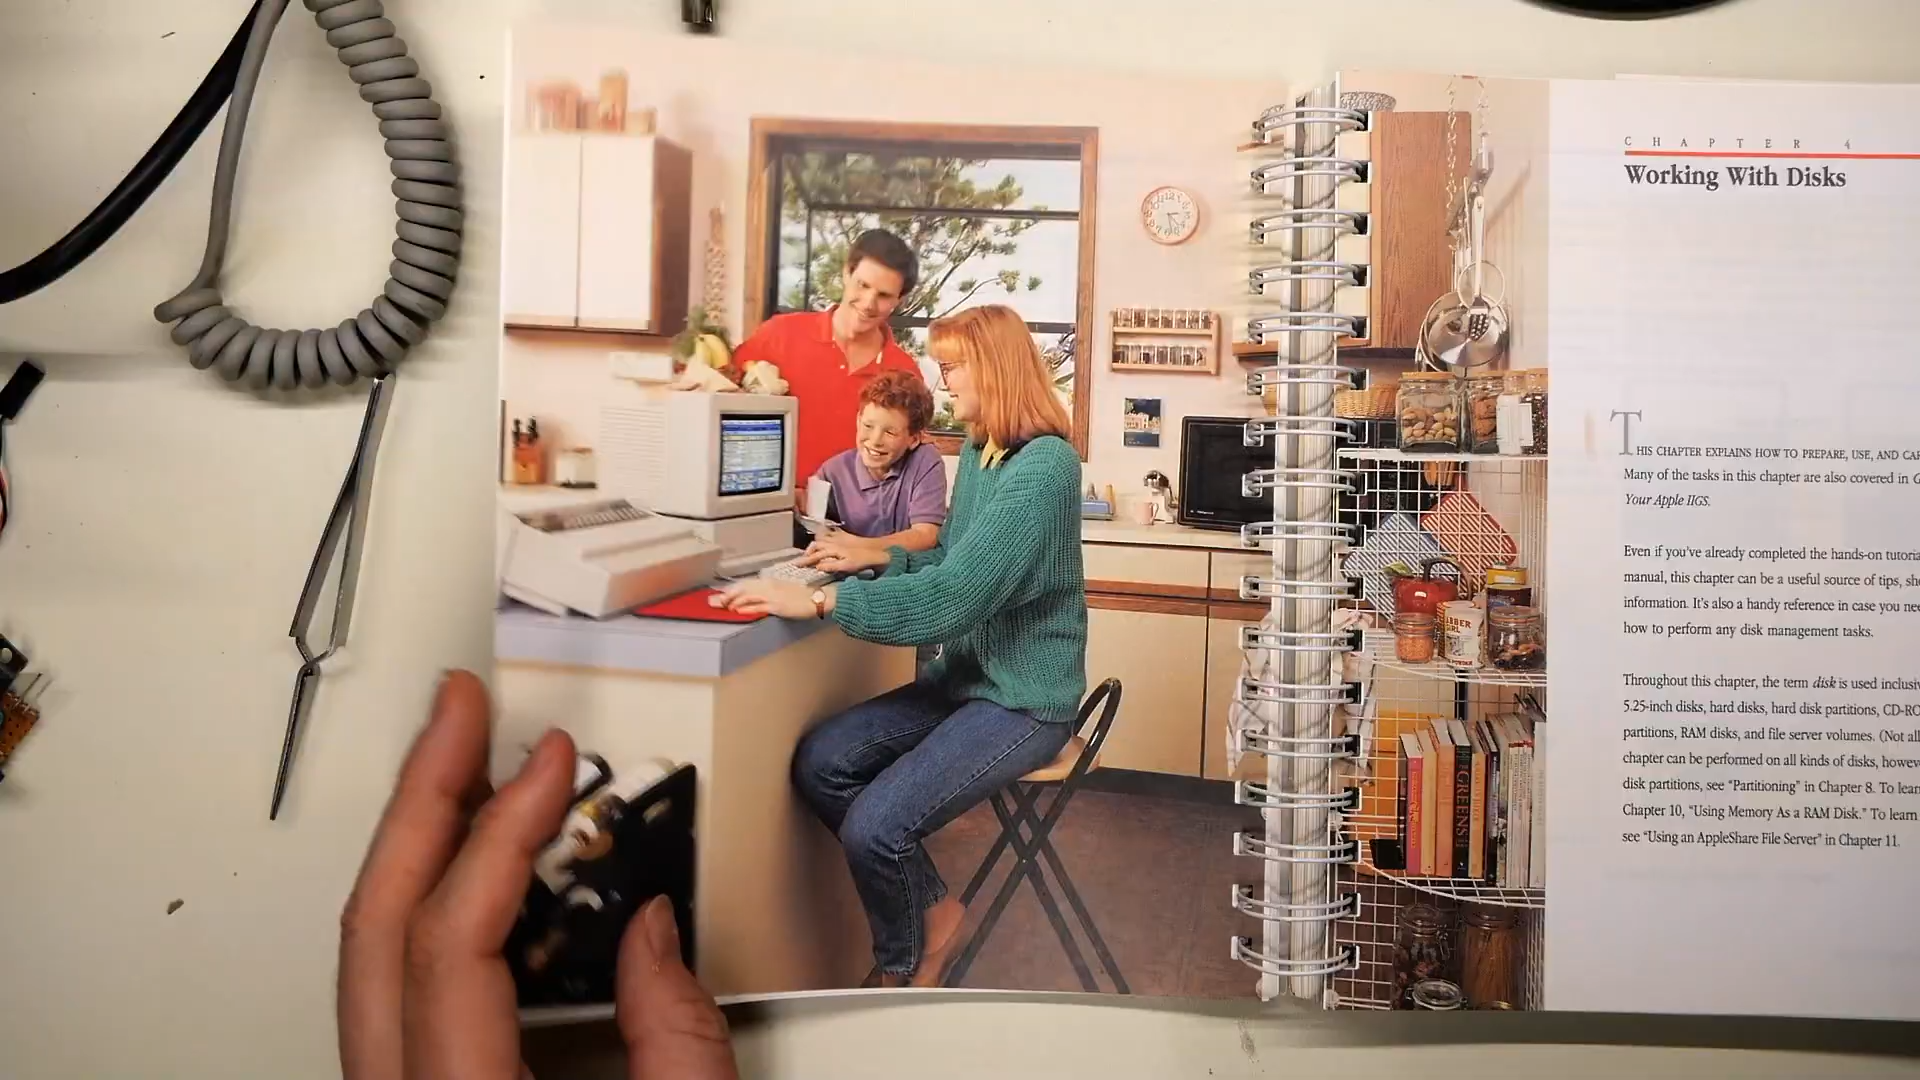 CHAPTER 4
Working With Disks
THIS CHAPTER EXPLAINS HOW TO PREPARE, USE, AND
Many of the tasks in this chapter are also covered in
Your Apple IIGS.
Even if you've already completed the hands-on
manual, this chapter can be a useful source of tips,
information. It's also a handy reference in case you
how to perform any disk management tasks.
Throughout this chapter, the term disk is used
5.25-inch disks, hard disks, hard disk partitions,
partitions, RAM disks, and file server volumes. (Not all
chapter can be performed on all kinds of disks,
disk partitions, see “Partitioning” in Chapter 8. To
Chapter 10, “Using Memory As a RAM Disk.” To learn
see “Using an AppleShare File Server” in Chapter 11.
GREENS